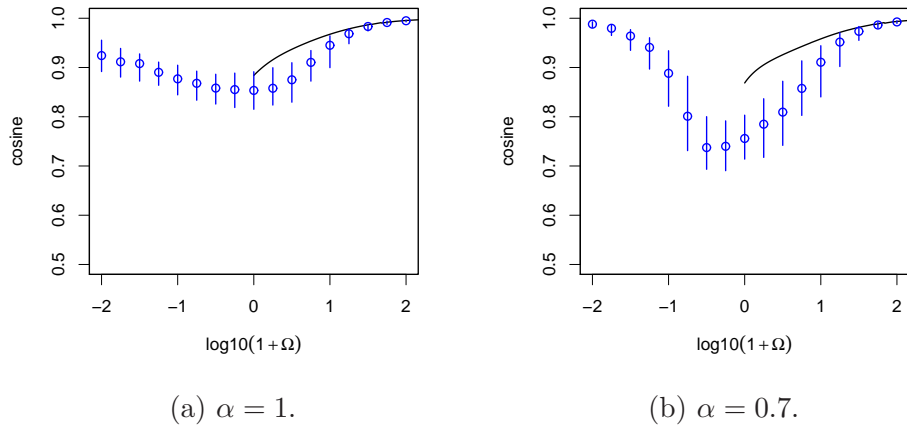 1.0
0.9
0.8
0.7
0.6
0.5
cosine
−2 −1 0 1 2
log10(1+Ω)
(a) α = 1.
1.0
0.9
0.8
0.7
0.6
0.5
cosine
−2 −1 0 1 2
log10(1+Ω)
(b) α = 0.7.